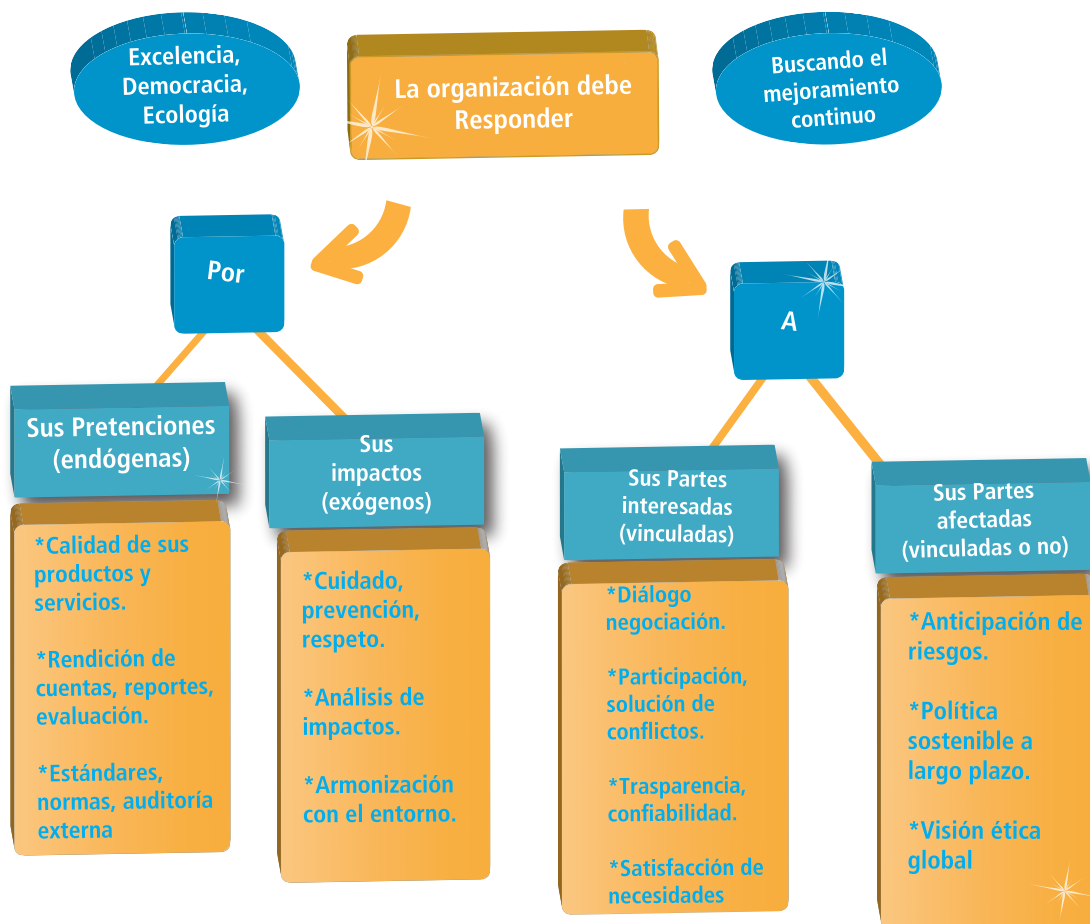 Excelencia,
Democracia,
Ecología
La organización debe
Responder
Buscando el
mejoramiento
continuo
Por
A
Sus Pretenciones
(endógenas)
*Calidad de sus
productos y
servicios.
*Rendición de
cuentas, reportes,
evaluación.
*Estándares,
normas, auditoría
externa
Sus
impactos
(exógenos)
*Cuidado,
prevención,
respeto.
*Análisis de
impactos.
*Armonización
con el entorno.
Sus Partes
interesadas
(vinculadas)
*Diálogo
negociación.
*Participación,
solución de
conflictos.
*Trasparencia,
confiabilidad.
*Satisfacción de
necesidades
Sus Partes
afectadas
(vinculadas o no)
*Anticipación de
riesgos.
*Política
sostenible a
largo plazo.
*Visión ética
global